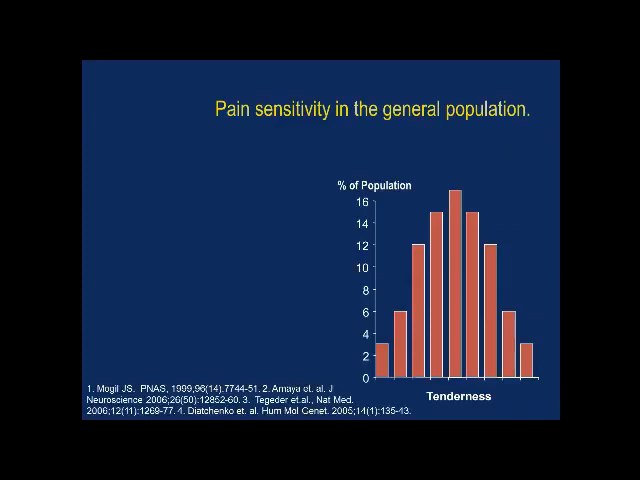 Pain sensitivity in the general population.
% of Population
16
14
12
10
8
6
4
2
0
Tenderness
1. Mogil JS. PNAS, 1999,96(14):7744-51. 2. Amaya et. al. J
Neuroscience 2006;26(50):12852-60. 3. Tegeder et.al., Nat Med.
2006;12(11):1269-77. 4. Diatchenko et. al. Hum Mol Genet. 2005;14(1):135-43.